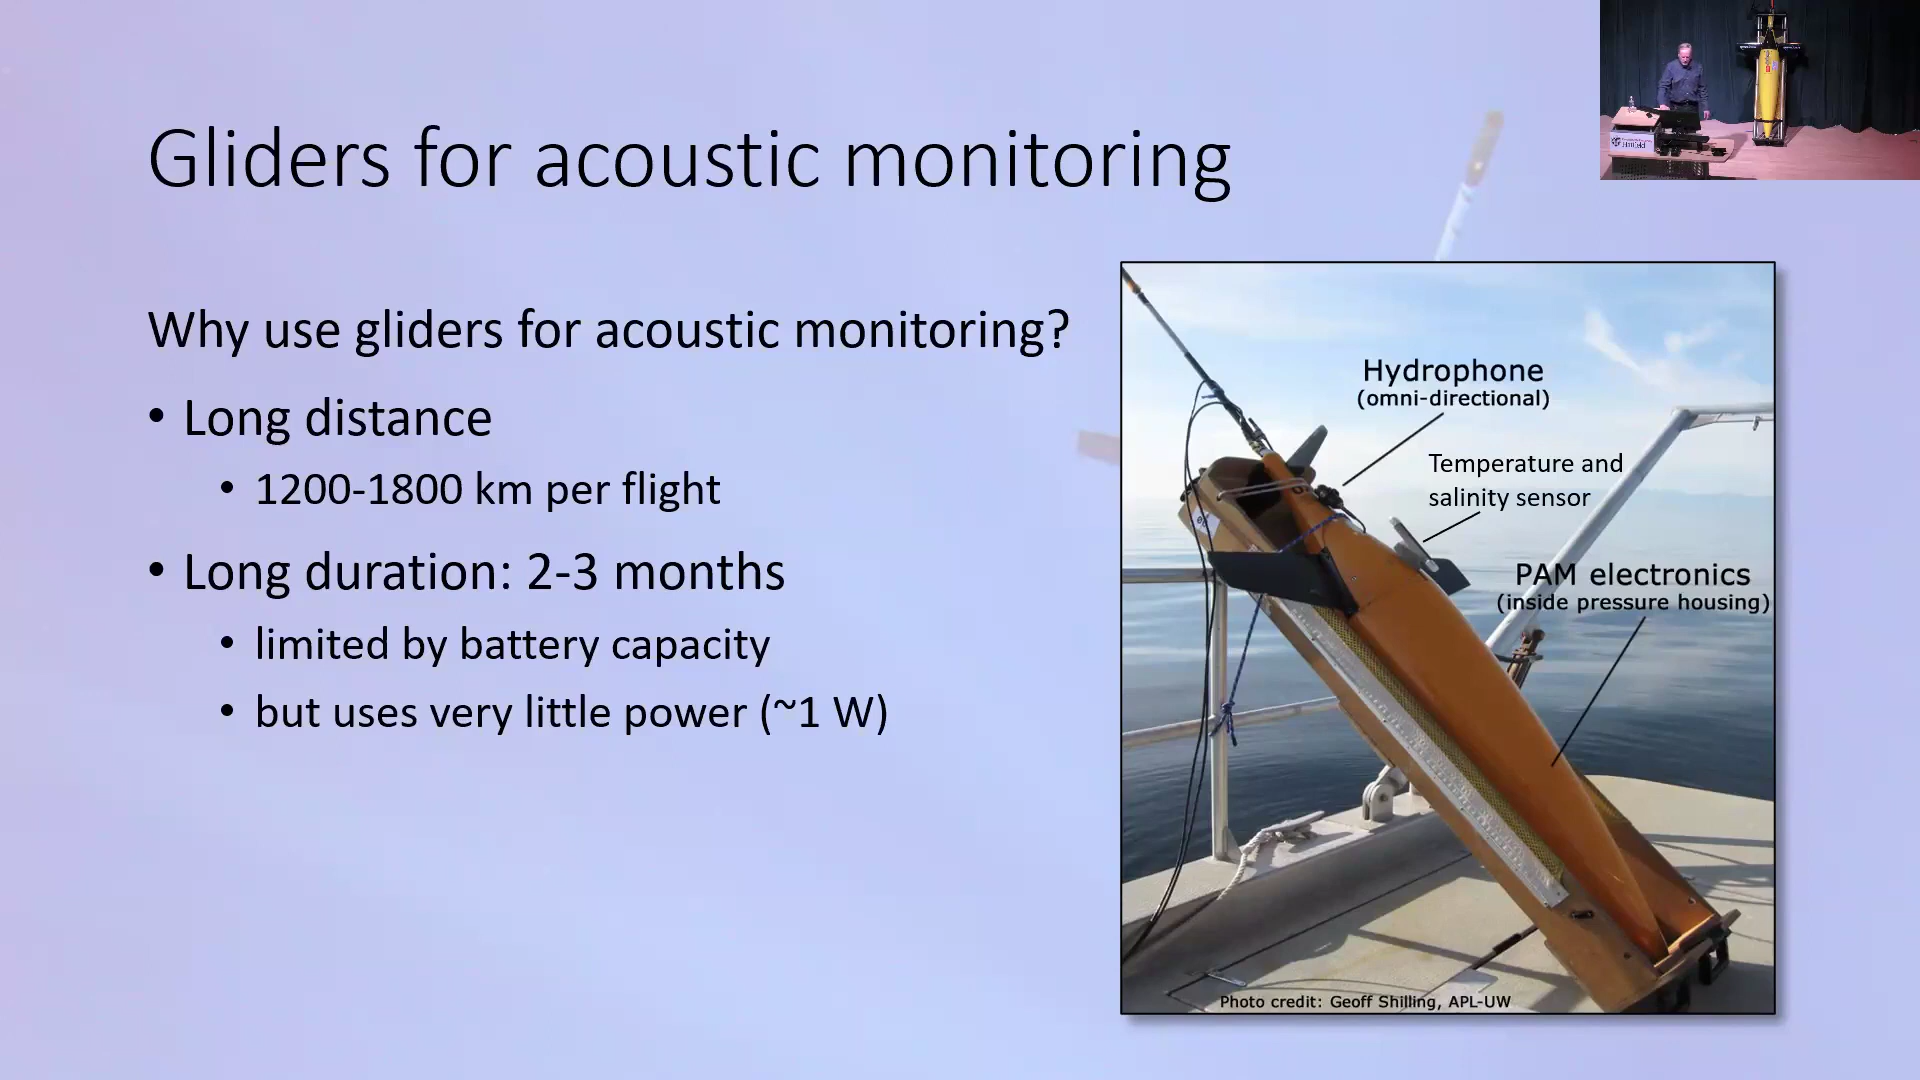 Gliders for acoustic monitoring
Why use gliders for acoustic monitoring?
• Long distance
• 1200-1800 km per flight
• Long duration: 2-3 months
• limited by battery capacity
• but uses very little power (~1 W)
Hydrophone
(omni-directional)
Temperature and
salinity sensor
PAM electronics
(inside pressure housing)
Photo credit: Geoff Shilling, APL-UW